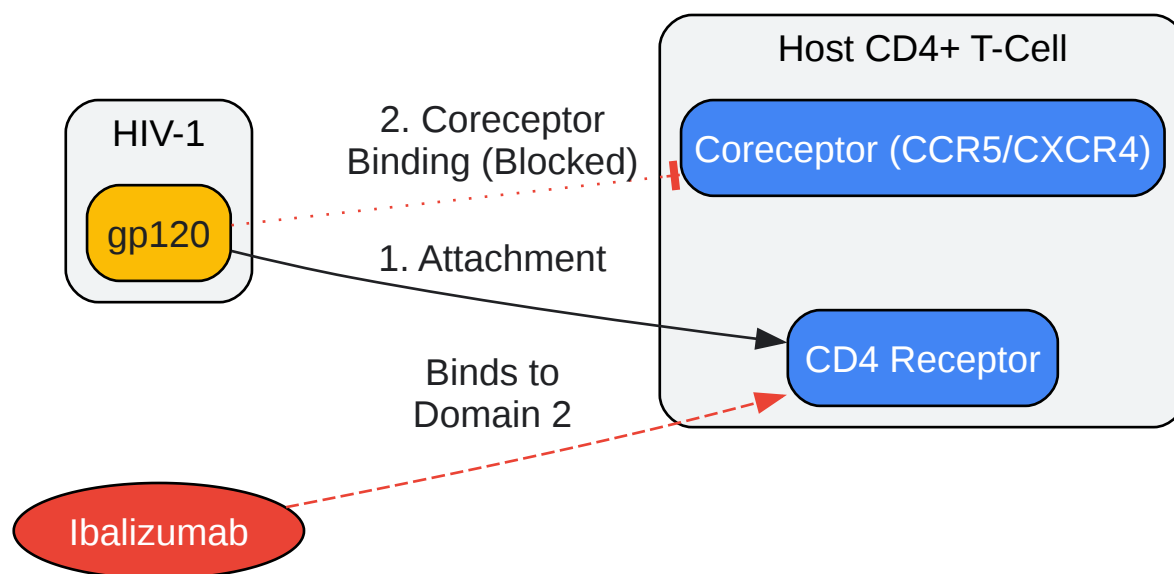 Host CD4+ T-Cell
HIV-1
2. Coreceptor
Binding (Blocked)
Coreceptor (CCR5/CXCR4)
gp120
1. Attachment
CD4 Receptor
Binds to
Domain 2
Ibalizumab